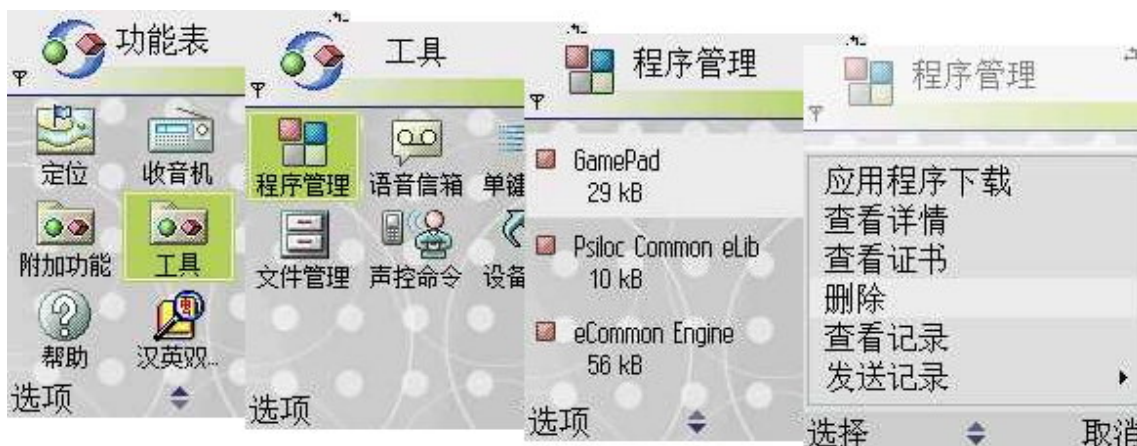 功能表
定位
收音机
附加功能
工具
帮助
汉英双...
选项
工具
程序管理
语音信箱
单键
文件管理
声控命令
设备
选项
程序管理
GamePad
29 kB
Psiloc Common eLib
10 kB
eCommon Engine
56 kB
选项
程序管理
应用程序下载
查看详情
查看证书
删除
查看记录
发送记录
选择
取消